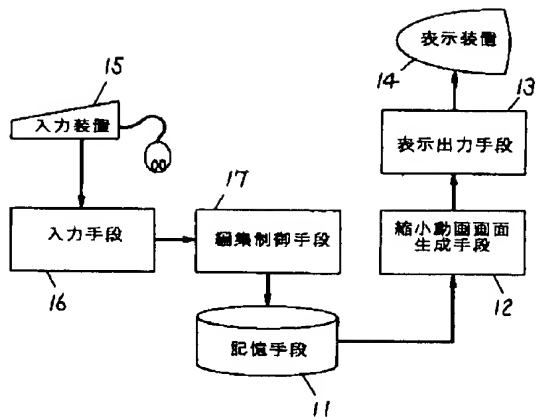 15
入力装置
入力手段
16
17
編集制御手段
記憶手段
11
表示装置
14
13
表示出力手段
縮小動画画面
生成手段
12